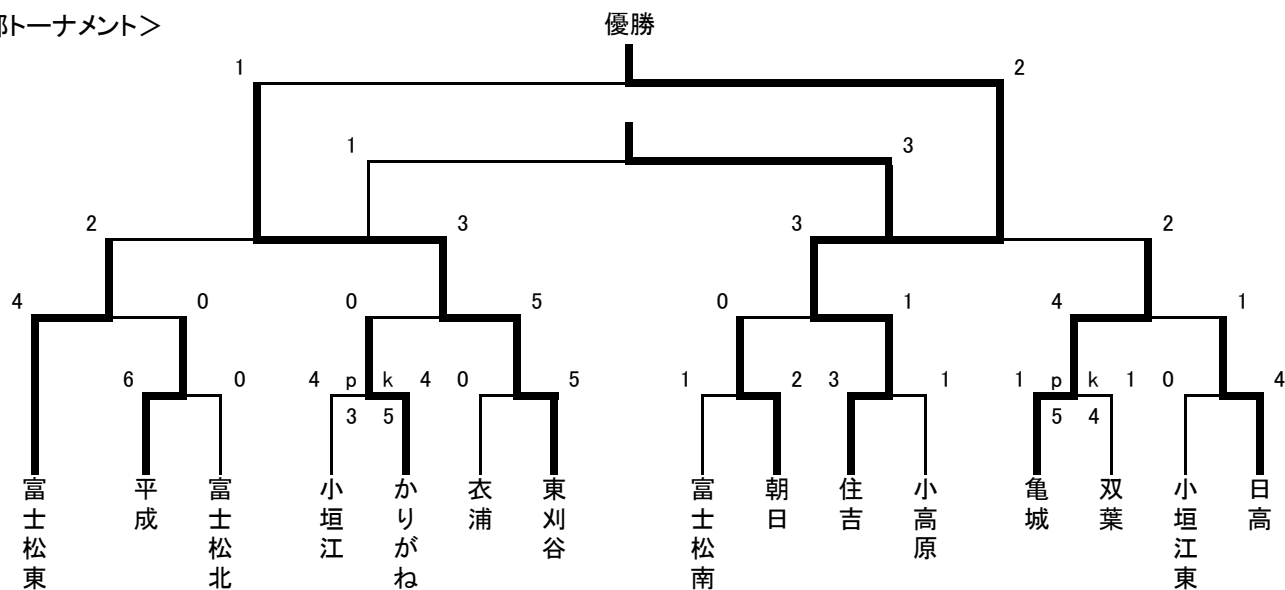 部トーナメント＞
優勝
1 2
1 3
2 3 3 2
4 0 0 5 0 1 4 1
6 0 4 p k 4 0 5 1 2 3 1 1 p k 1 0 4
3 5 5 4
富士松東
平成
富士松北
小垣江
かりがね
衣浦
東刈谷
富士松南
朝日
住吉
小高原
亀城
双葉
小垣江東
日高